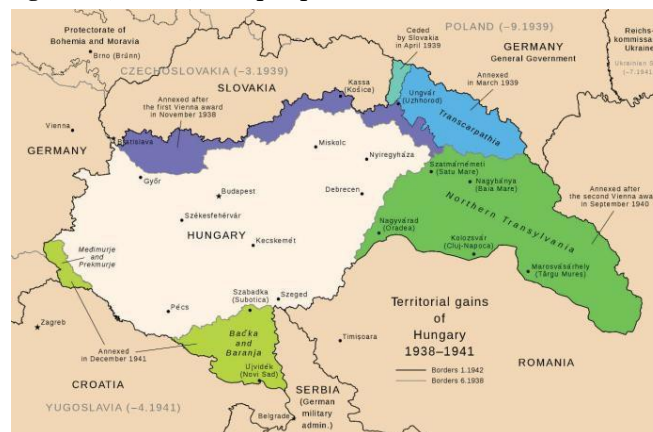 Protectorate of
Bohemia and Moravia
Brno (Brünn)
CZECHOSLOVAKIA (–3.1939)
SLOVAKIA
Ceded
by Slovakia
in April 1939
POLAND (–9.1939)
GERMANY
General Government
Reichs-
kommissa
Ukraine
(–7.1941)
Annexed
in March 1939
Kassa
(Košice)
Ungvár
(Uzhhorod)
Transcarpathia
Annexed after
the first Vienna award
in November 1938
Vienna
Bratislava
GERMANY
Győr
Miskolc
Nyíregyháza
Budapest
Debrecen
Szatmárnémeti
(Satu Mare)
Nagybánya
(Baia Mare)
Annexed after
the second Vienna award
in September 1940
Northern Transylvania
Székesfehérvár
HUNGARY
Kecskemét
Nagyvárad
(Oradea)
Kolozsvár
(Cluj-Napoca)
Marosvásárhely
(Târgu Mureș)
Međimurje
and
Prekmurje
Szabadka
(Subotica)
Szeged
Pécs
Zagreb
Annexed
in December 1941
Bačka
and
Baranja
Újvidék
(Novi Sad)
Timișoara
Territorial gains
of
Hungary
1938–1941
Borders 1.1942
Borders 6.1938
ROMANIA
CROATIA
YUGOSLAVIA (–4.1941)
SERBIA
(German
military
admin.)
Belgrade